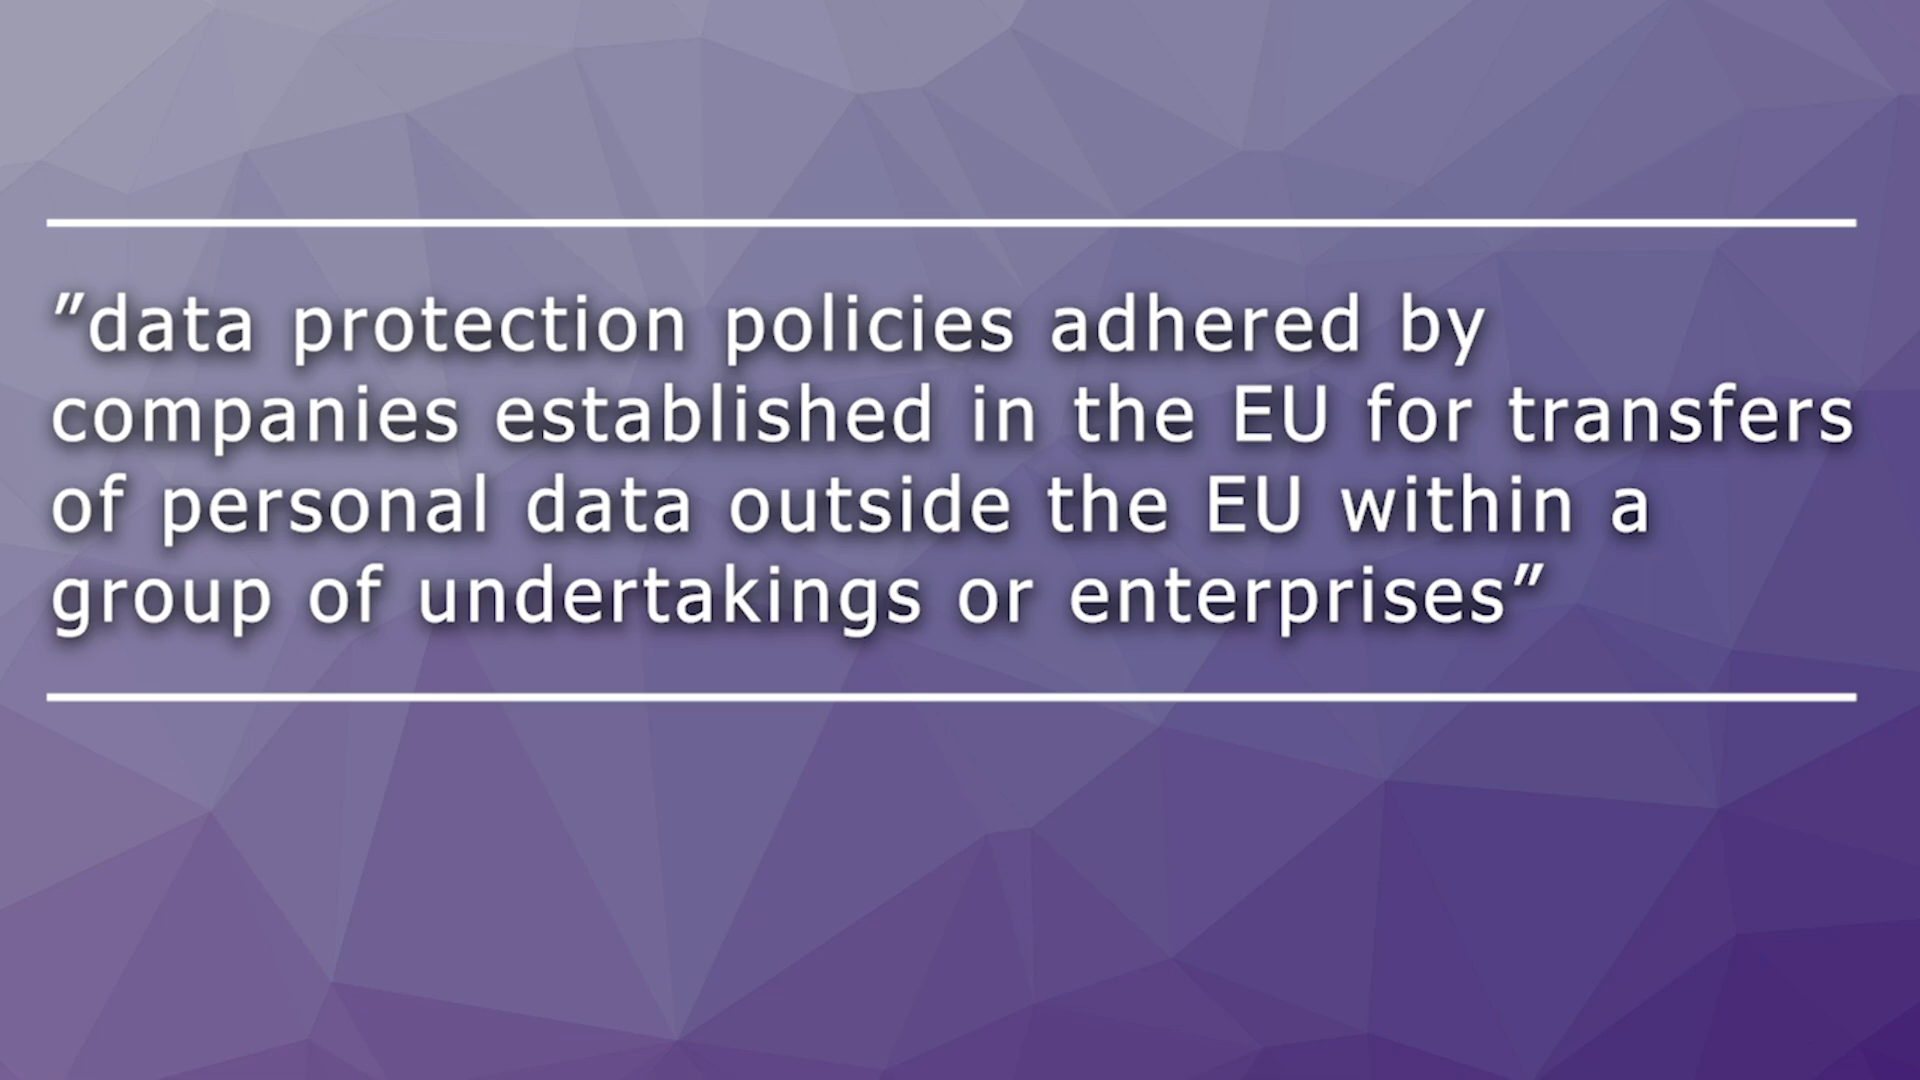 ”data protection policies adhered by
companies established in the EU for transfers
of personal data outside the EU within a
group of undertakings or enterprises”